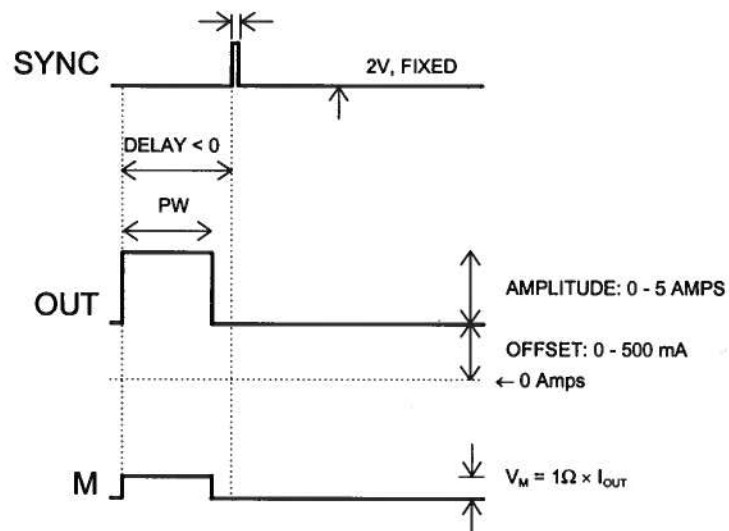 SYNC
2V, FIXED
DELAY < 0
PW
OUT
AMPLITUDE: 0 - 5 AMPS
OFFSET: 0 - 500 mA
← 0 Amps
M
V_M = 1Ω × I_OUT